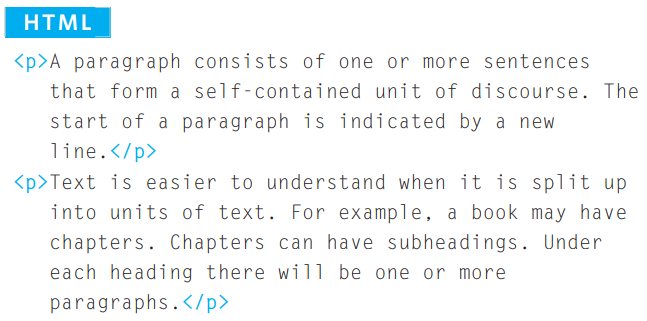 HTML
<p>A paragraph consists of one or more sentences
that form a self-contained unit of discourse. The
start of a paragraph is indicated by a new
line.</p>
<p>Text is easier to understand when it is split up
into units of text. For example, a book may have
chapters. Chapters can have subheadings. Under
each heading there will be one or more
paragraphs.</p>